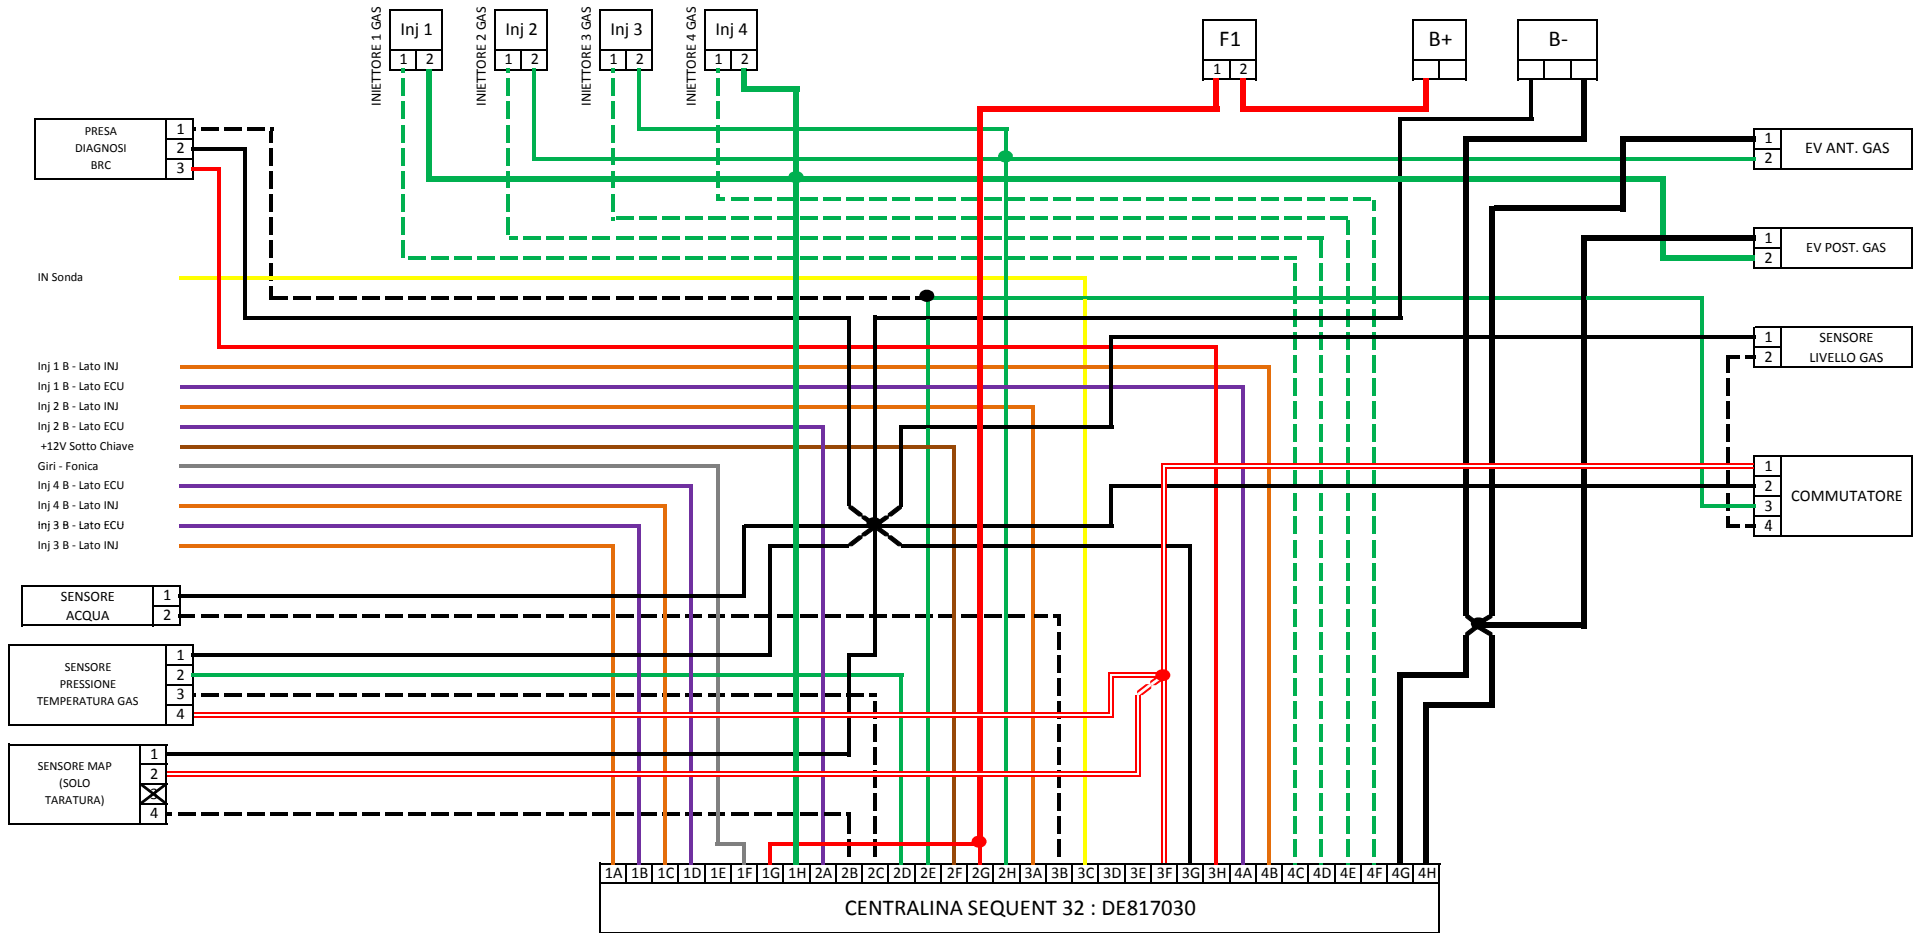 INIETTORE 1 GAS
Inj 1
1 2
INIETTORE 2 GAS
Inj 2
1 2
INIETTORE 3 GAS
Inj 3
1 2
INIETTORE 4 GAS
Inj 4
1 2
F1
1 2
B+
B-
PRESA
DIAGNOSI
BRC
1
2
3
1
2
EV ANT. GAS
1
2
EV POST. GAS
IN Sonda
1
2
SENSORE
LIVELLO GAS
Inj 1 B - Lato INJ
Inj 1 B - Lato ECU
Inj 2 B - Lato INJ
Inj 2 B - Lato ECU
+12V Sotto Chiave
Giri - Fonica
Inj 4 B - Lato ECU
Inj 4 B - Lato INJ
Inj 3 B - Lato ECU
Inj 3 B - Lato INJ
1
2
3
4
COMMUTATORE
SENSORE
ACQUA
1
2
SENSORE
PRESSIONE
TEMPERATURA GAS
1
2
3
4
SENSORE MAP
(SOLO
TARATURA)
1
2
4
1A 1B 1C 1D 1E 1F 1G 1H 2A 2B 2C 2D 2E 2F 2G 2H 3A 3B 3C 3D 3E 3F 3G 3H 4A 4B 4C 4D 4E 4F 4G 4H
CENTRALINA SEQUENT 32 : DE817030